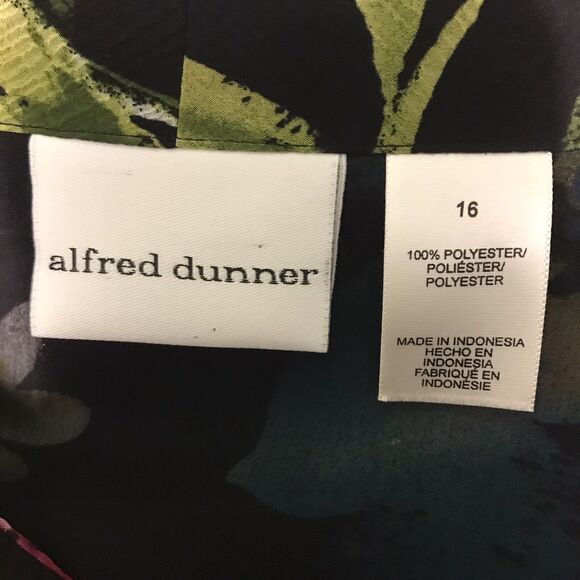 alfred dunner
16
100% POLYESTER/
POLIÉSTER/
POLYESTER
MADE IN INDONESIA
HECHO EN
INDONESIA
FABRIQUÉ EN
INDONÉSIE